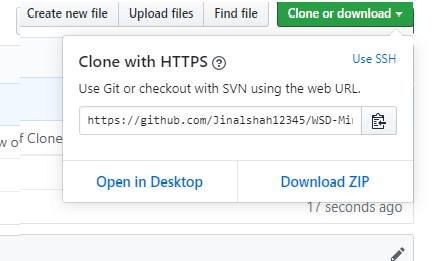 Create new file Upload files Find file Clone or download
Clone with HTTPS Use SSH
Use Git or checkout with SVN using the web URL.
https://github.com/Jinalshah12345/WSD-Mi
of Clone
Open in Desktop Download ZIP
17 seconds ago